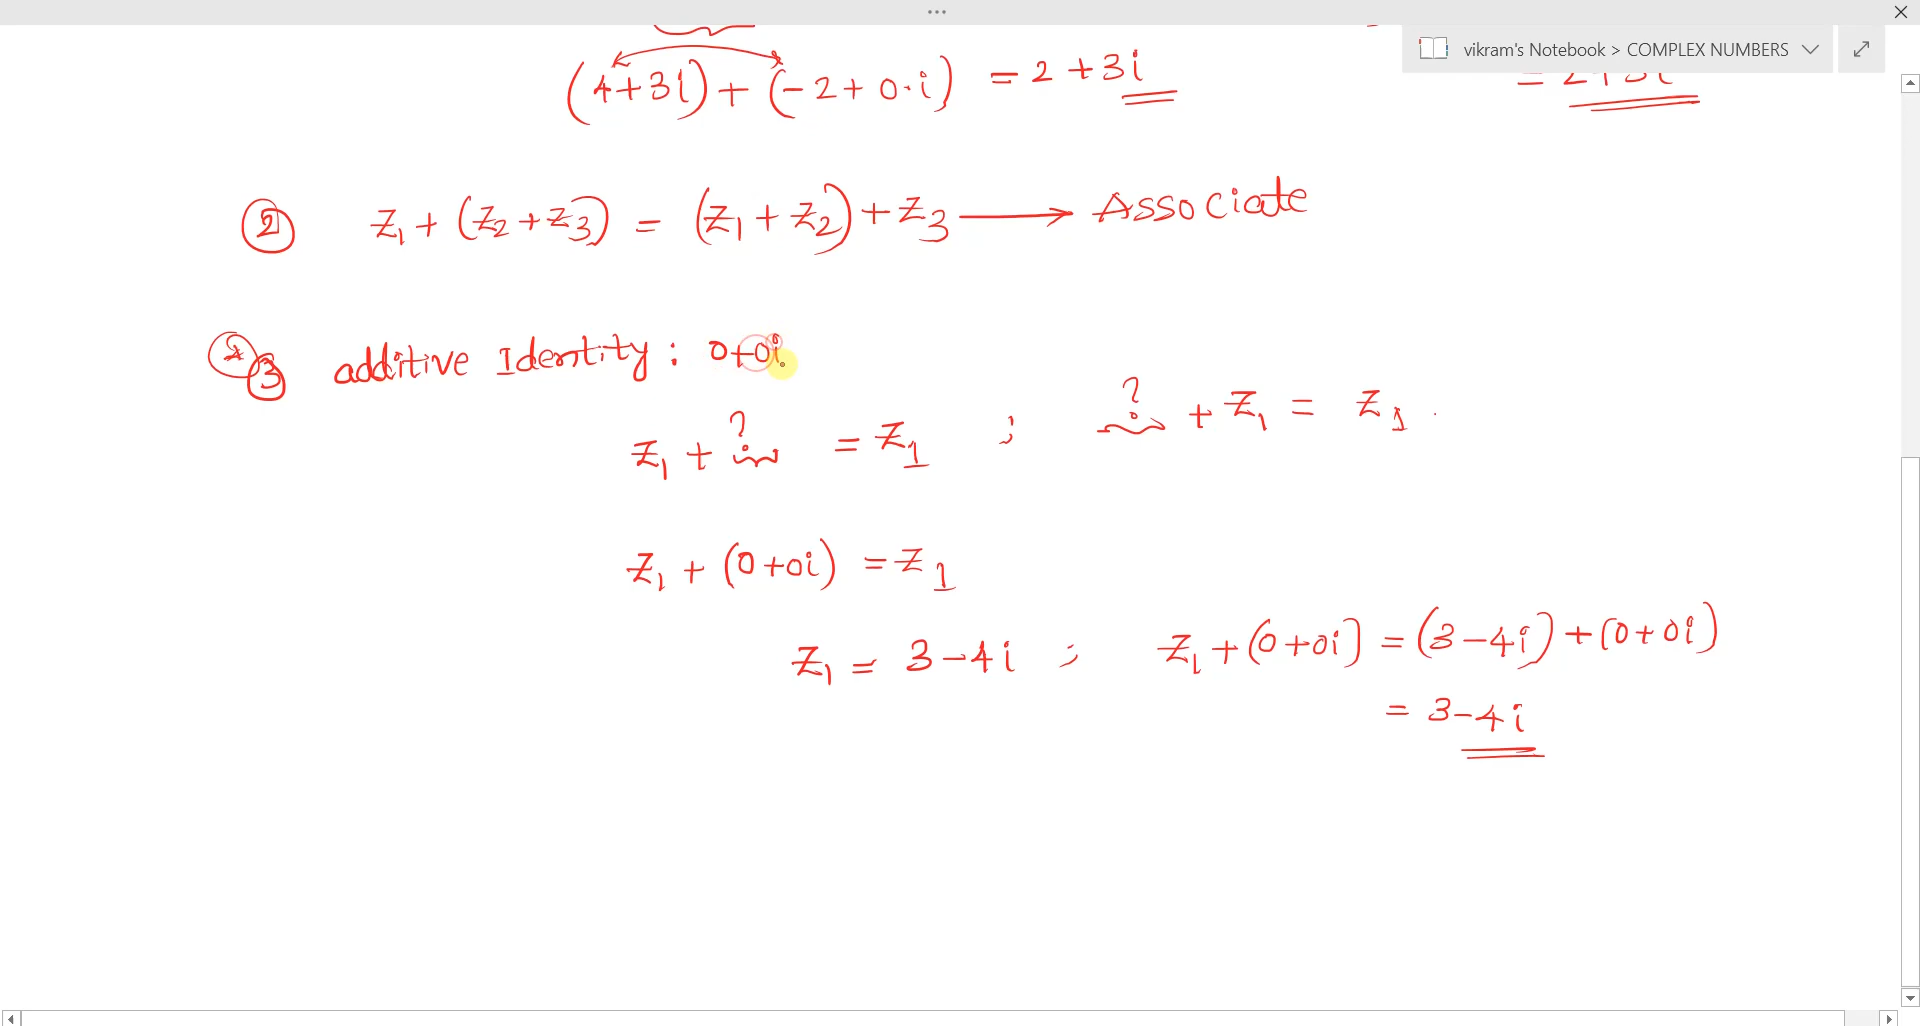 vikram's Notebook > COMPLEX NUMBERS
(4+3i) + (-2+0·i) = 2+3i
= 2+3i
② z₁+(z₂+z₃) = (z₁+z₂)+z₃ → Associate
③ additive Identity : 0+0i
z₁ + ? = z₁ ; ? + z₁ = z₁.
z₁ + (0+0i) = z₁
z₁ = 3-4i ; z₁+(0+0i) = (3-4i)+(0+0i)
= 3-4i